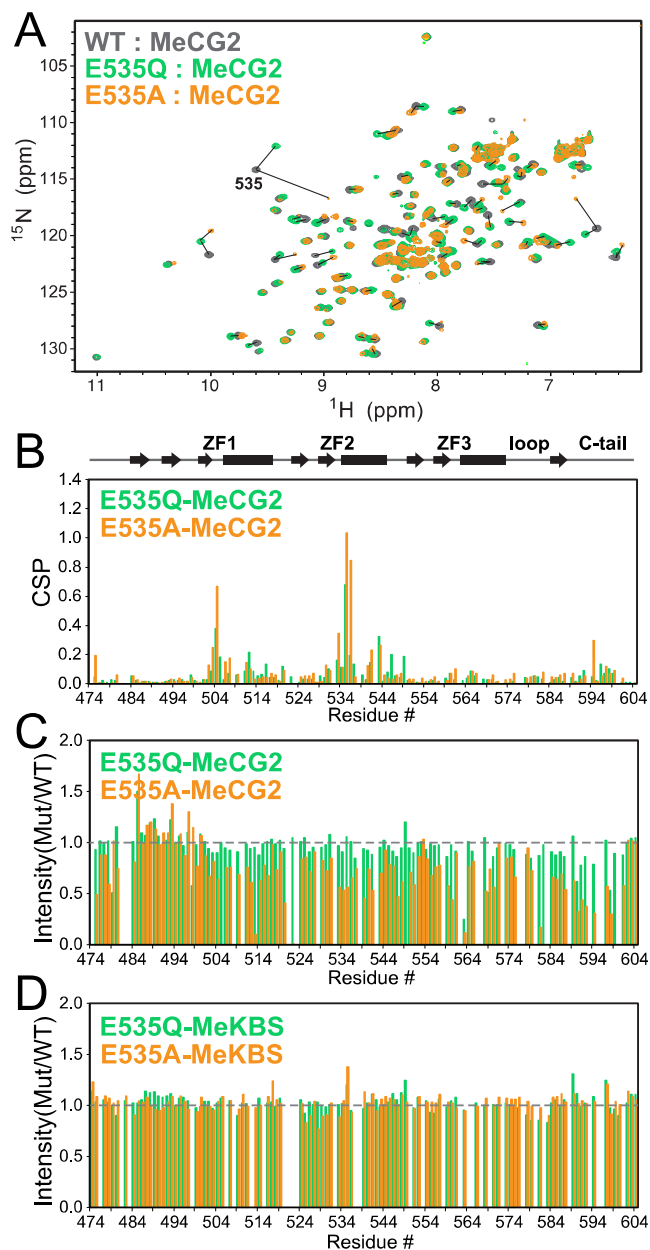 A
WT : MeCG2
E535Q : MeCG2
E535A : MeCG2
535
105
110
115
120
125
130
15N (ppm)
11 10 9 8 7
1H (ppm)
B
ZF1 ZF2 ZF3 loop C-tail
E535Q-MeCG2
E535A-MeCG2
1.4
1.2
1.0
0.8
0.6
0.4
0.2
0.0
CSP
474 484 494 504 514 524 534 544 554 564 574 584 594 604
Residue #
C
E535Q-MeCG2
E535A-MeCG2
2.0
1.5
1.0
0.5
0.0
Intensity(Mut/WT)
474 484 494 504 514 524 534 544 554 564 574 584 594 604
Residue #
D
E535Q-MeKBS
E535A-MeKBS
2.0
1.5
1.0
0.5
0.0
Intensity(Mut/WT)
474 484 494 504 514 524 534 544 554 564 574 584 594 604
Residue #